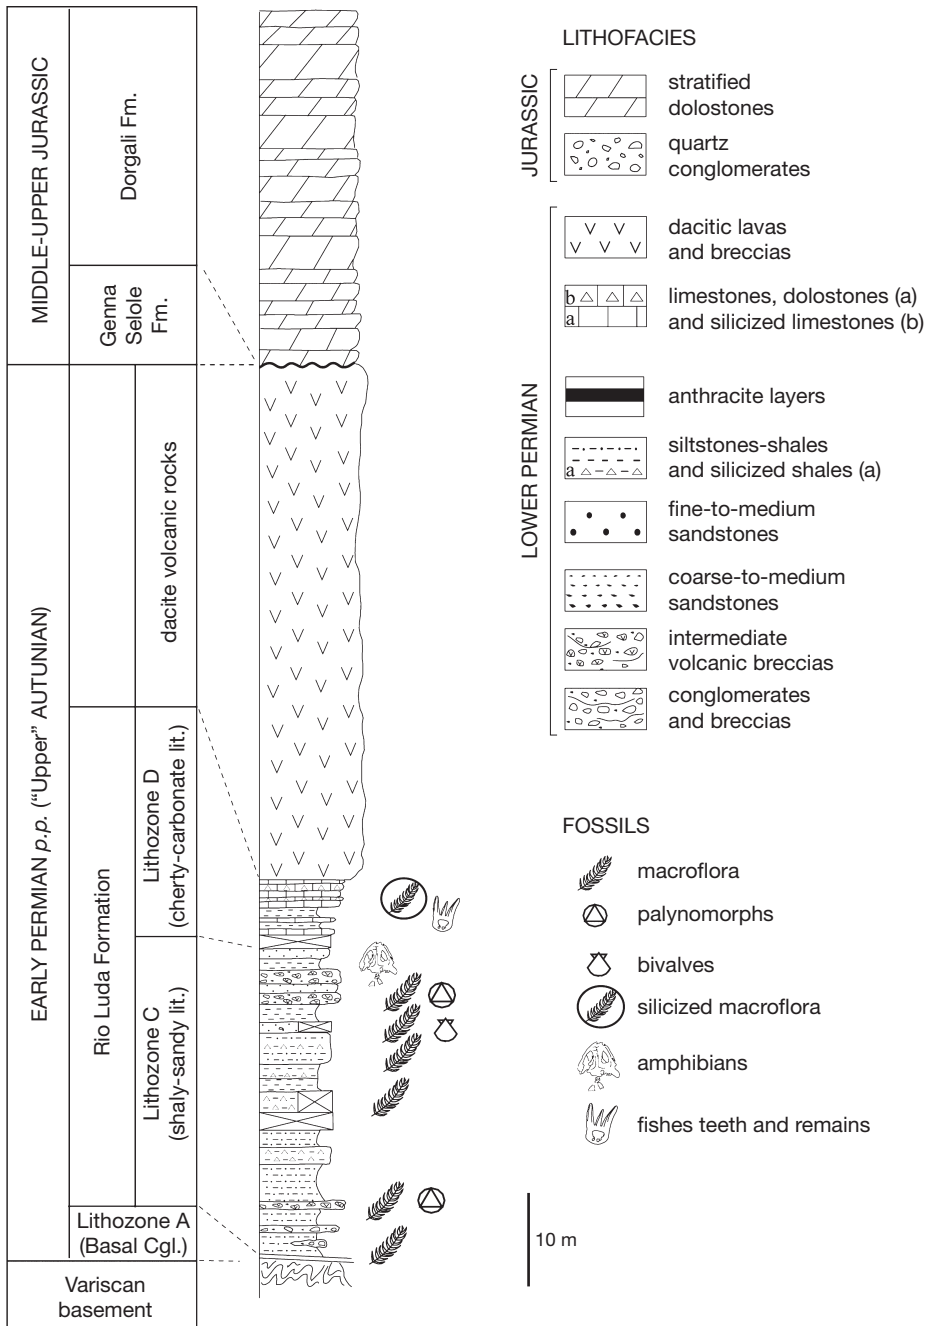 MIDDLE-UPPER JURASSIC
Dorgali Fm.
Genna
Selole
Fm.
EARLY PERMIAN p.p. (“Upper” AUTUNIAN)
dacite volcanic rocks
Rio Luda Formation
Lithozone D
(cherty-carbonate lit.)
Lithozone C
(shaly-sandy lit.)
Lithozone A
(Basal Cgl.)
Variscan
basement
LITHOFACIES
JURASSIC
stratified
dolostones
quartz
conglomerates
LOWER PERMIAN
dacitic lavas
and breccias
b
a
limestones, dolostones (a)
and silicized limestones (b)
anthracite layers
a
siltstones-shales
and silicized shales (a)
fine-to-medium
sandstones
coarse-to-medium
sandstones
intermediate
volcanic breccias
conglomerates
and breccias
FOSSILS
macroflora
palynomorphs
bivalves
silicized macroflora
amphibians
fishes teeth and remains
10 m